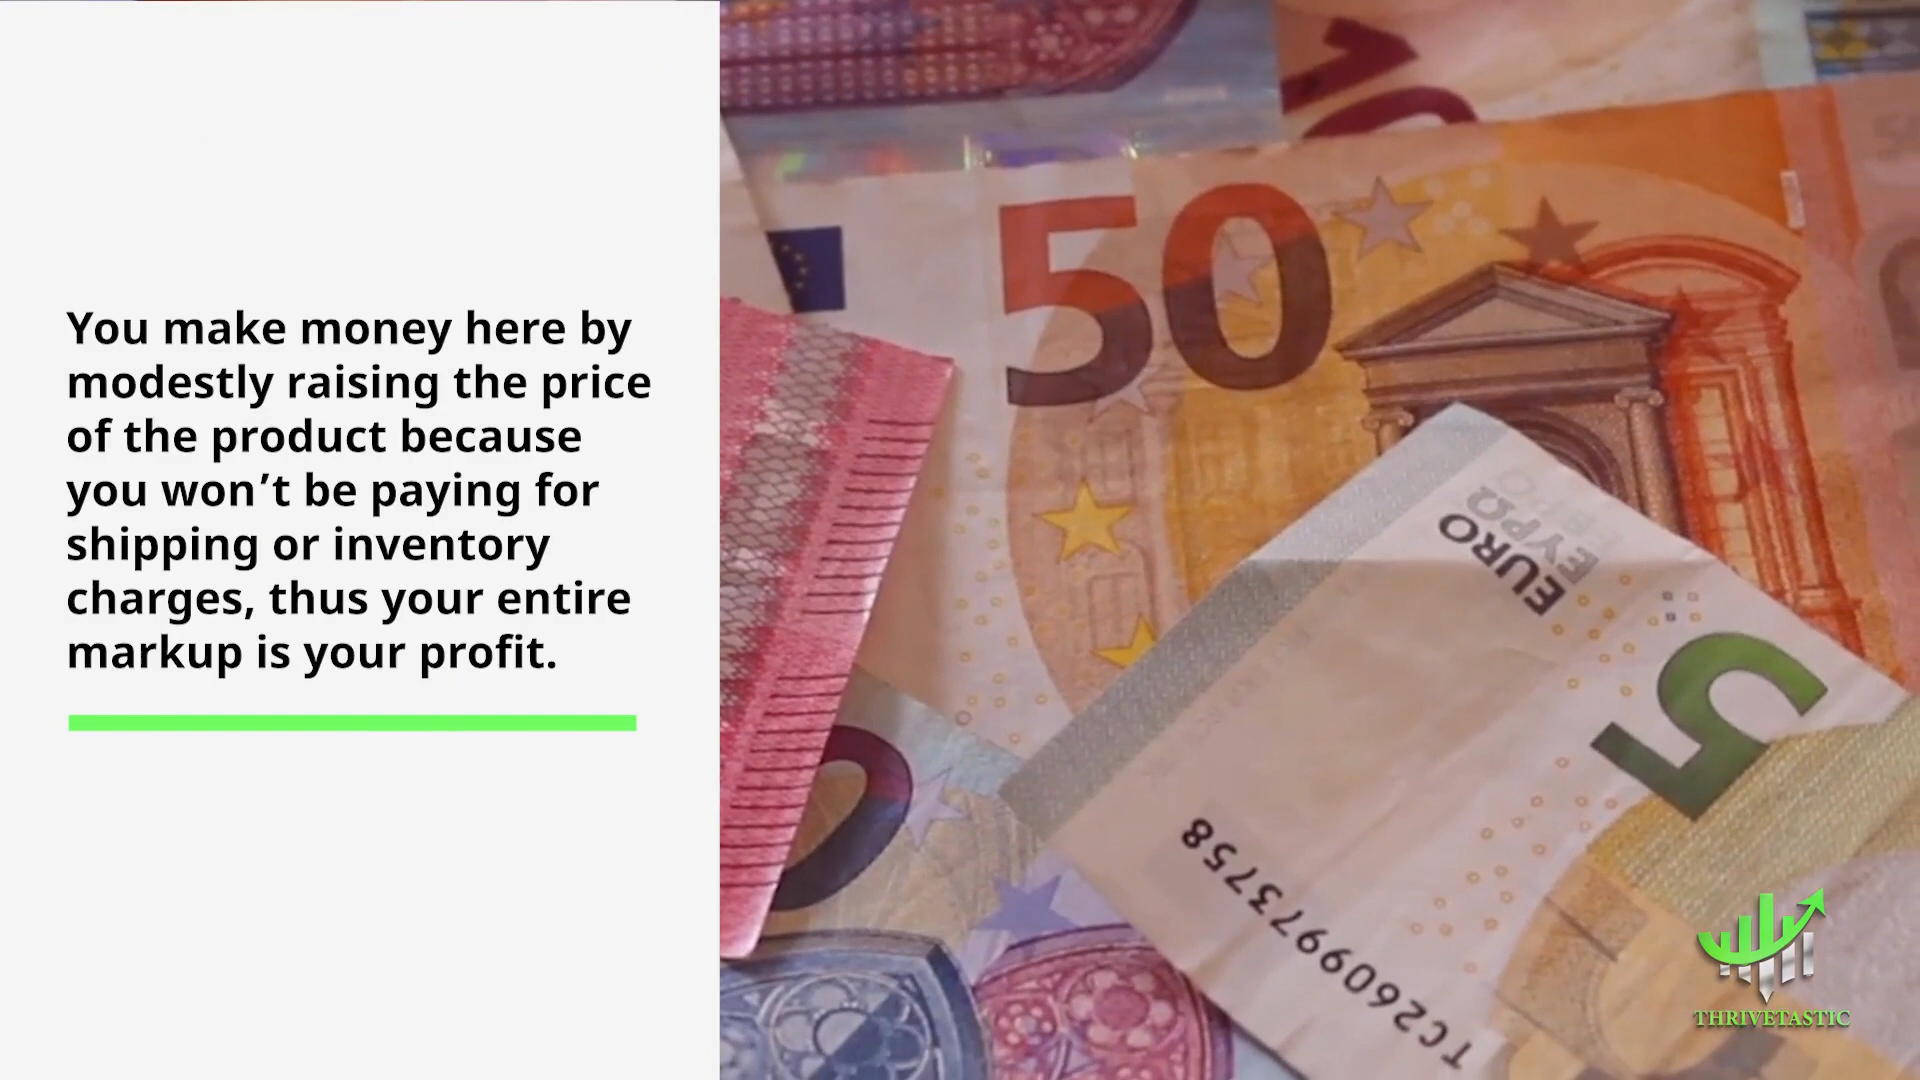 You make money here by
modestly raising the price
of the product because
you won’t be paying for
shipping or inventory
charges, thus your entire
markup is your profit.
50
EURO
ΕΥΡΩ
5
TC2609973758
THRIVETASTIC